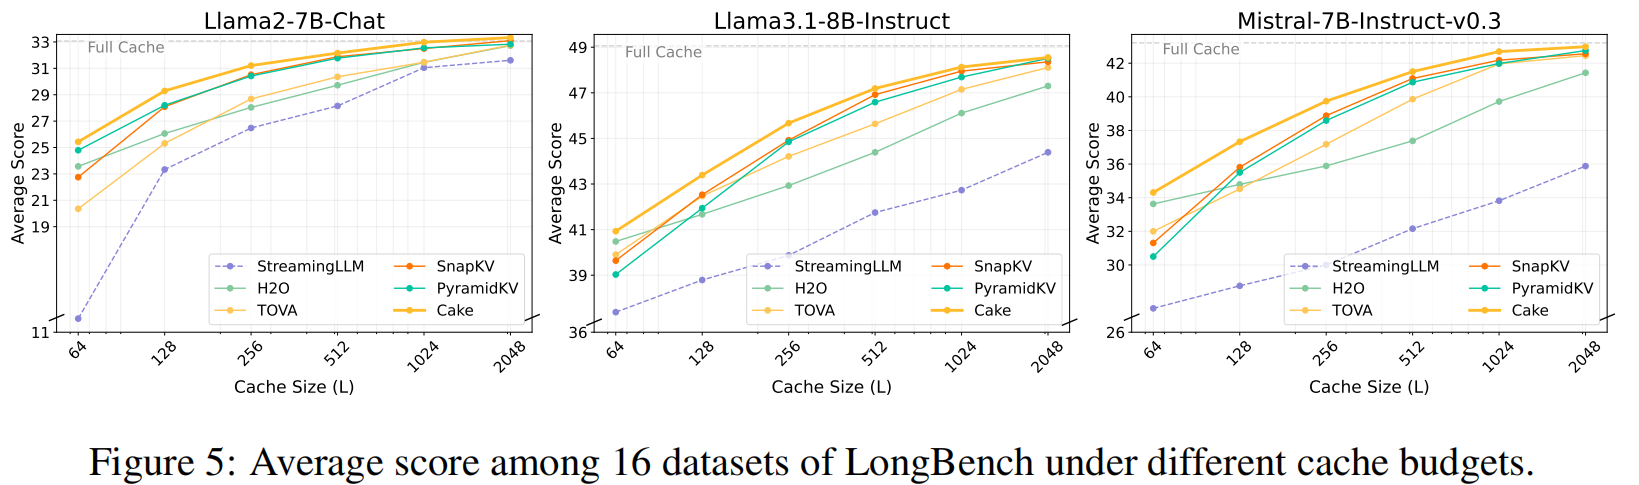 Llama2-7B-Chat
Full Cache
Average Score
33
31
29
27
25
23
21
19
11
StreamingLLM
H2O
TOVA
SnapKV
PyramidKV
Cake
64
128
256
512
1024
2048
Cache Size (L)
Llama3.1-8B-Instruct
Full Cache
Average Score
49
47
45
43
41
39
36
StreamingLLM
H2O
TOVA
SnapKV
PyramidKV
Cake
64
128
256
512
1024
2048
Cache Size (L)
Mistral-7B-Instruct-v0.3
Full Cache
Average Score
42
40
38
36
34
32
30
26
StreamingLLM
H2O
TOVA
SnapKV
PyramidKV
Cake
64
128
256
512
1024
2048
Cache Size (L)
Figure 5: Average score among 16 datasets of LongBench under different cache budgets.